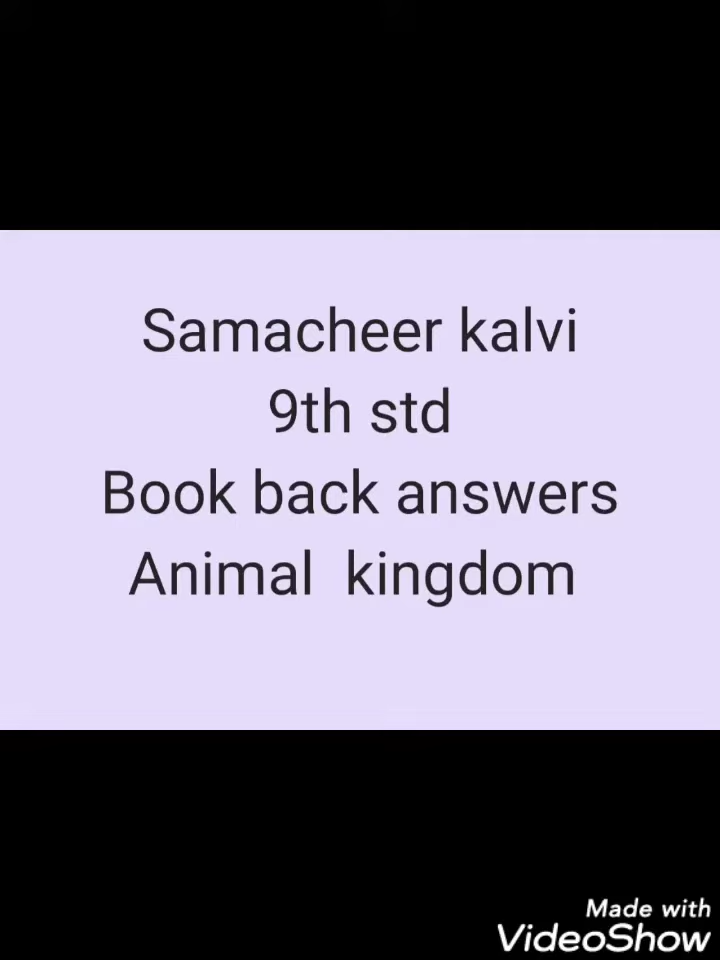 Samacheer kalvi
9th std
Book back answers
Animal kingdom
Made with
VideoShow